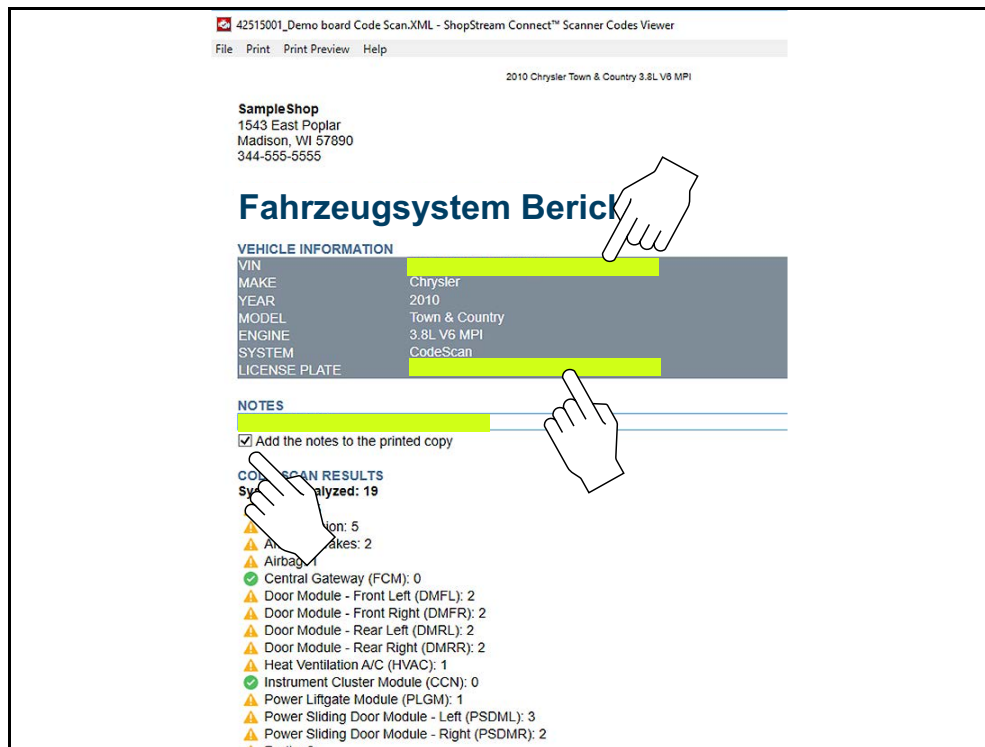 42515001_Demo board Code Scan.XML - ShopStream Connect™ Scanner Codes Viewer
File Print Print Preview Help
2010 Chrysler Town & Country 3.8L V6 MPI
SampleShop
1543 East Poplar
Madison, WI 57890
344-555-5555
Fahrzeugsystem
VEHICLE INFORMATION
VIN
MAKE Chrysler
YEAR 2010
MODEL Town & Country
ENGINE 3.8L V6 MPI
SYSTEM CodeScan
LICENSE PLATE
NOTES
Add the notes to the printed copy
SCAN RESULTS
19
5
2
Airbag
Central Gateway (FCM): 0
Door Module - Front Left (DMFL): 2
Door Module - Front Right (DMFR): 2
Door Module - Rear Left (DMRL): 2
Door Module - Rear Right (DMRR): 2
Heat Ventilation A/C (HVAC): 1
Instrument Cluster Module (CCN): 0
Power Liftgate Module (PLGM): 1
Power Sliding Door Module - Left (PSDML): 3
Power Sliding Door Module - Right (PSDMR): 2